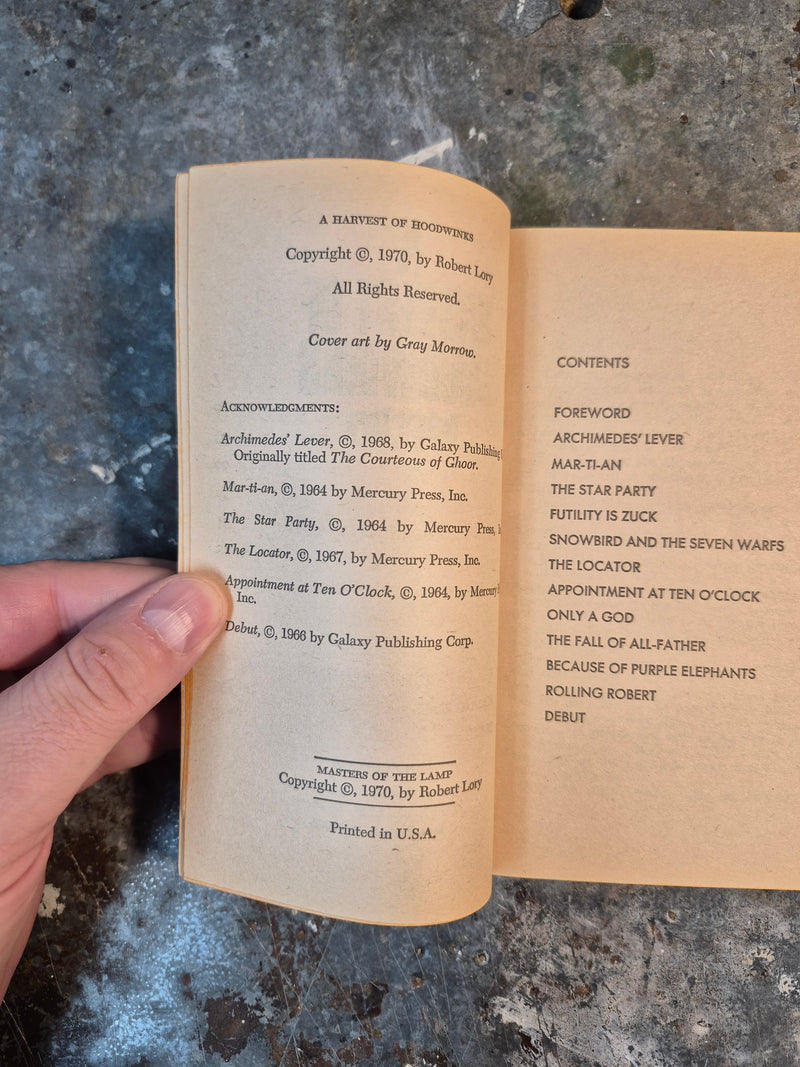 A HARVEST OF HOODWINKS
Copyright ©, 1970, by Robert Lory
All Rights Reserved.
Cover art by Gray Morrow.
ACKNOWLEDGMENTS:
Archimedes' Lever, ©, 1968, by Galaxy Publishing
Originally titled The Courteous of Ghoor.
Mar-ti-an, ©, 1964 by Mercury Press, Inc.
The Star Party, ©, 1964 by Mercury Press,
The Locator, ©, 1967, by Mercury Press, Inc.
Appointment at Ten O'Clock, ©, 1964, by Mercury
Inc.
Debut, ©, 1966 by Galaxy Publishing Corp.
MASTERS OF THE LAMP
Copyright ©, 1970, by Robert Lory
Printed in U.S.A.
CONTENTS
FOREWORD
ARCHIMEDES' LEVER
MAR-TI-AN
THE STAR PARTY
FUTILITY IS ZUCK
SNOWBIRD AND THE SEVEN WARFS
THE LOCATOR
APPOINTMENT AT TEN O'CLOCK
ONLY A GOD
THE FALL OF ALL-FATHER
BECAUSE OF PURPLE ELEPHANTS
ROLLING ROBERT
DEBUT